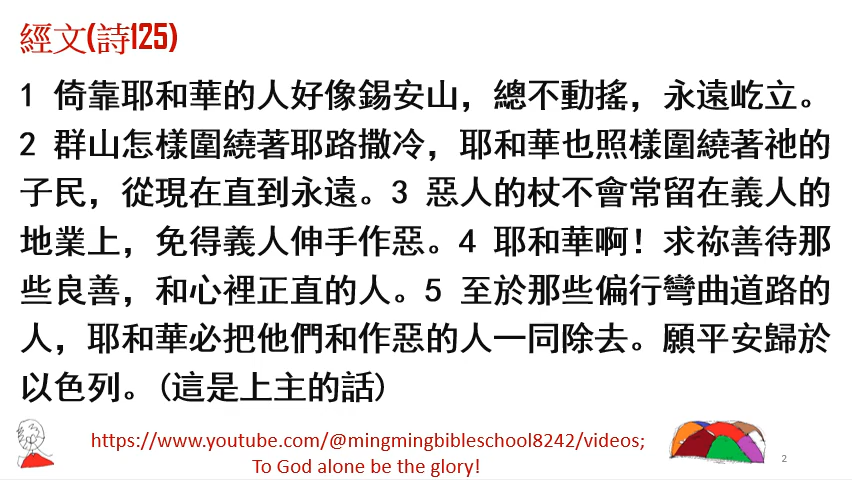 經文(詩125)
1 倚靠耶和華的人好像錫安山，總不動搖，永遠屹立。
2 群山怎樣圍繞著耶路撒冷，耶和華也照樣圍繞著祂的
子民，從現在直到永遠。3 惡人的杖不會常留在義人的
地業上，免得義人伸手作惡。4 耶和華啊！求祢善待那
些良善，和心裡正直的人。5 至於那些偏行彎曲道路的
人，耶和華必把他們和作惡的人一同除去。願平安歸於
以色列。(這是上主的話)
https://www.youtube.com/@mingmingbibleschool8242/videos;
To God alone be the glory!
2